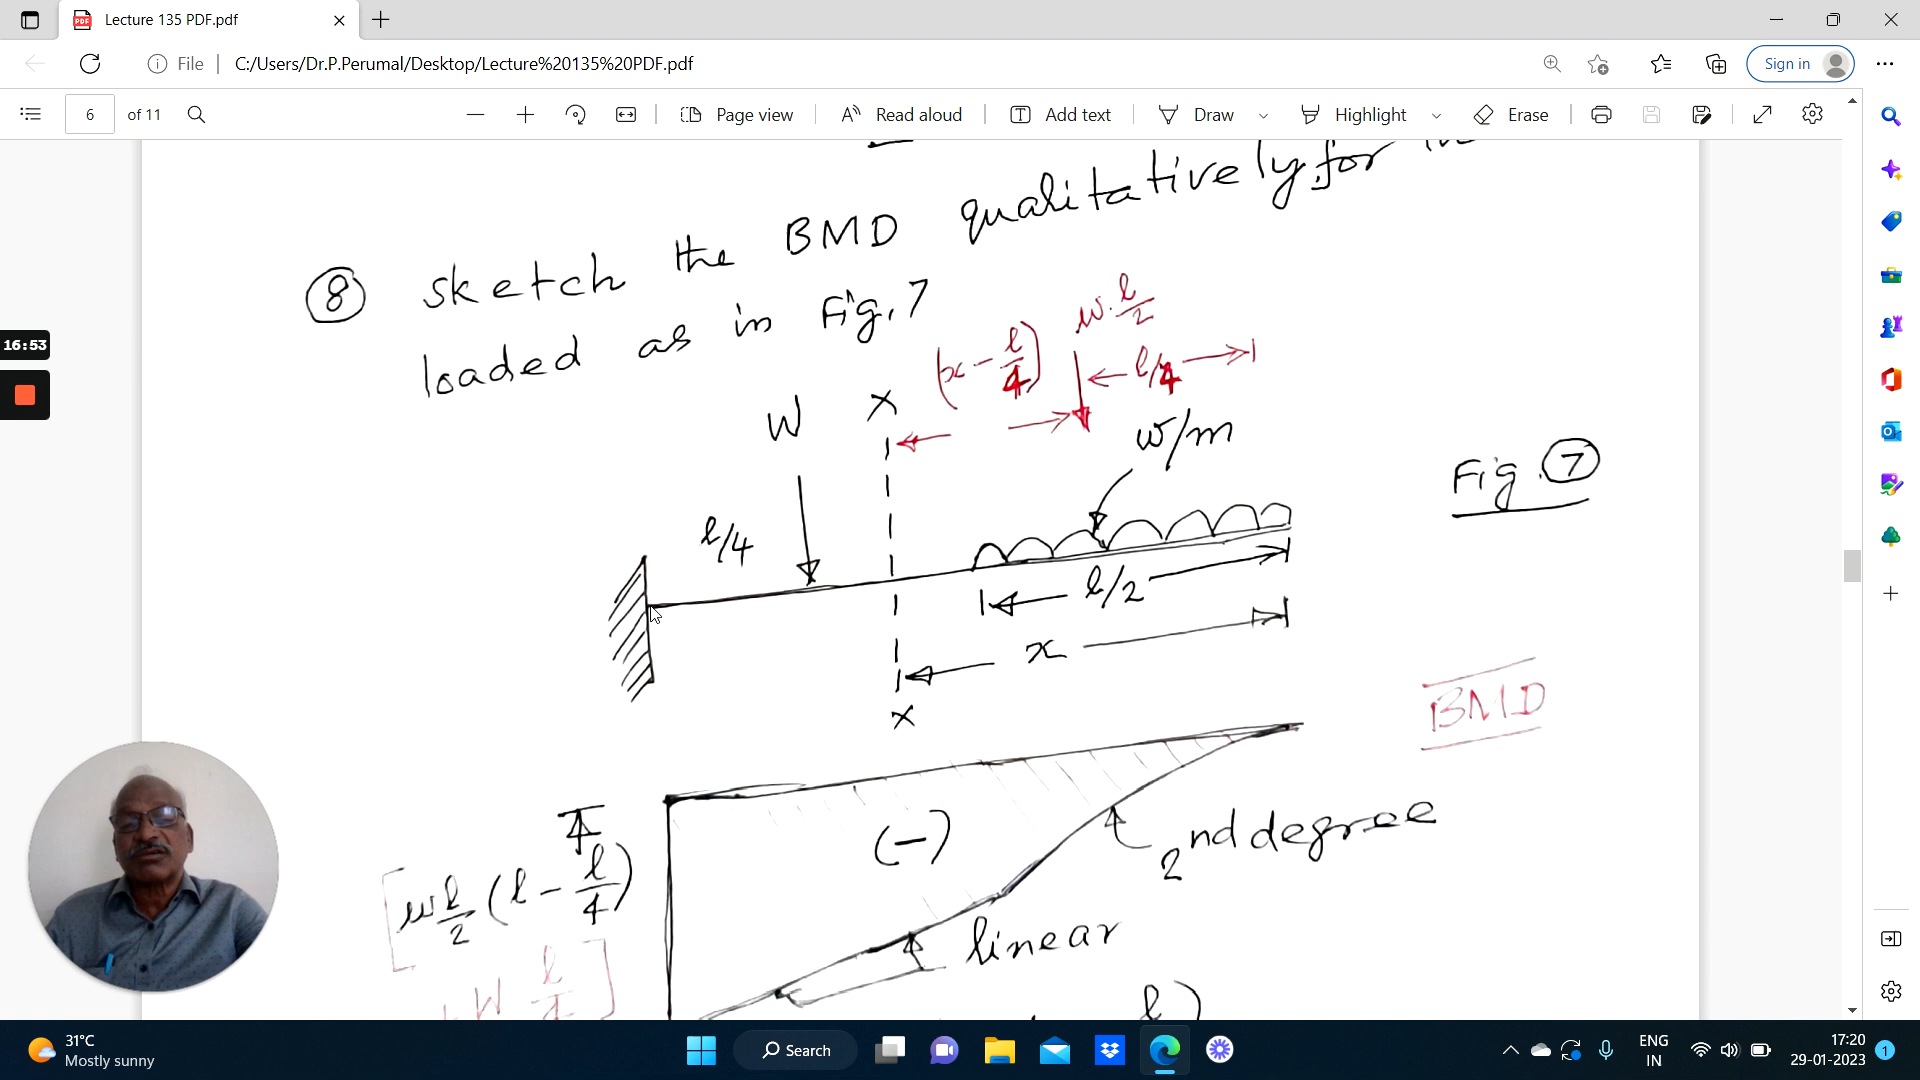 Lecture 135 PDF.pdf
File
C:/Users/Dr.P.Perumal/Desktop/Lecture%20135%20PDF.pdf
Sign in
6 of 11
Page view
Read aloud
Add text
Draw
Highlight
Erase
16:53
sketch the BMD qualitatively for
8
loaded as in Fig. 7
w. l/2
(x - l/4)
l/4
W
X
w/m
Fig. 7
l/4
l/2
x
X
BMD
(-)
2nd degree
[wl/2 (l - l/4)
linear
+ W l/4]
l)
31°C
Mostly sunny
Search
ENG
IN
17:20
29-01-2023
1